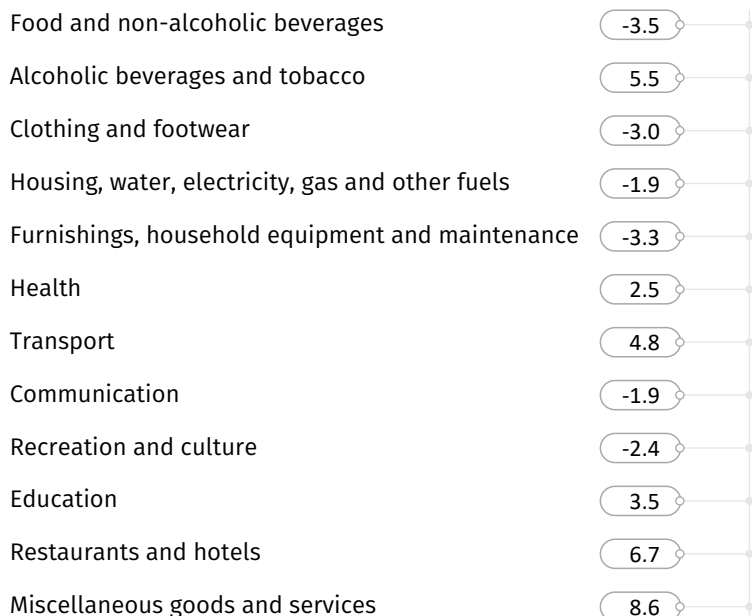 Food and non-alcoholic beverages -3.5
Alcoholic beverages and tobacco 5.5
Clothing and footwear -3.0
Housing, water, electricity, gas and other fuels -1.9
Furnishings, household equipment and maintenance -3.3
Health 2.5
Transport 4.8
Communication -1.9
Recreation and culture -2.4
Education 3.5
Restaurants and hotels 6.7
Miscellaneous goods and services 8.6